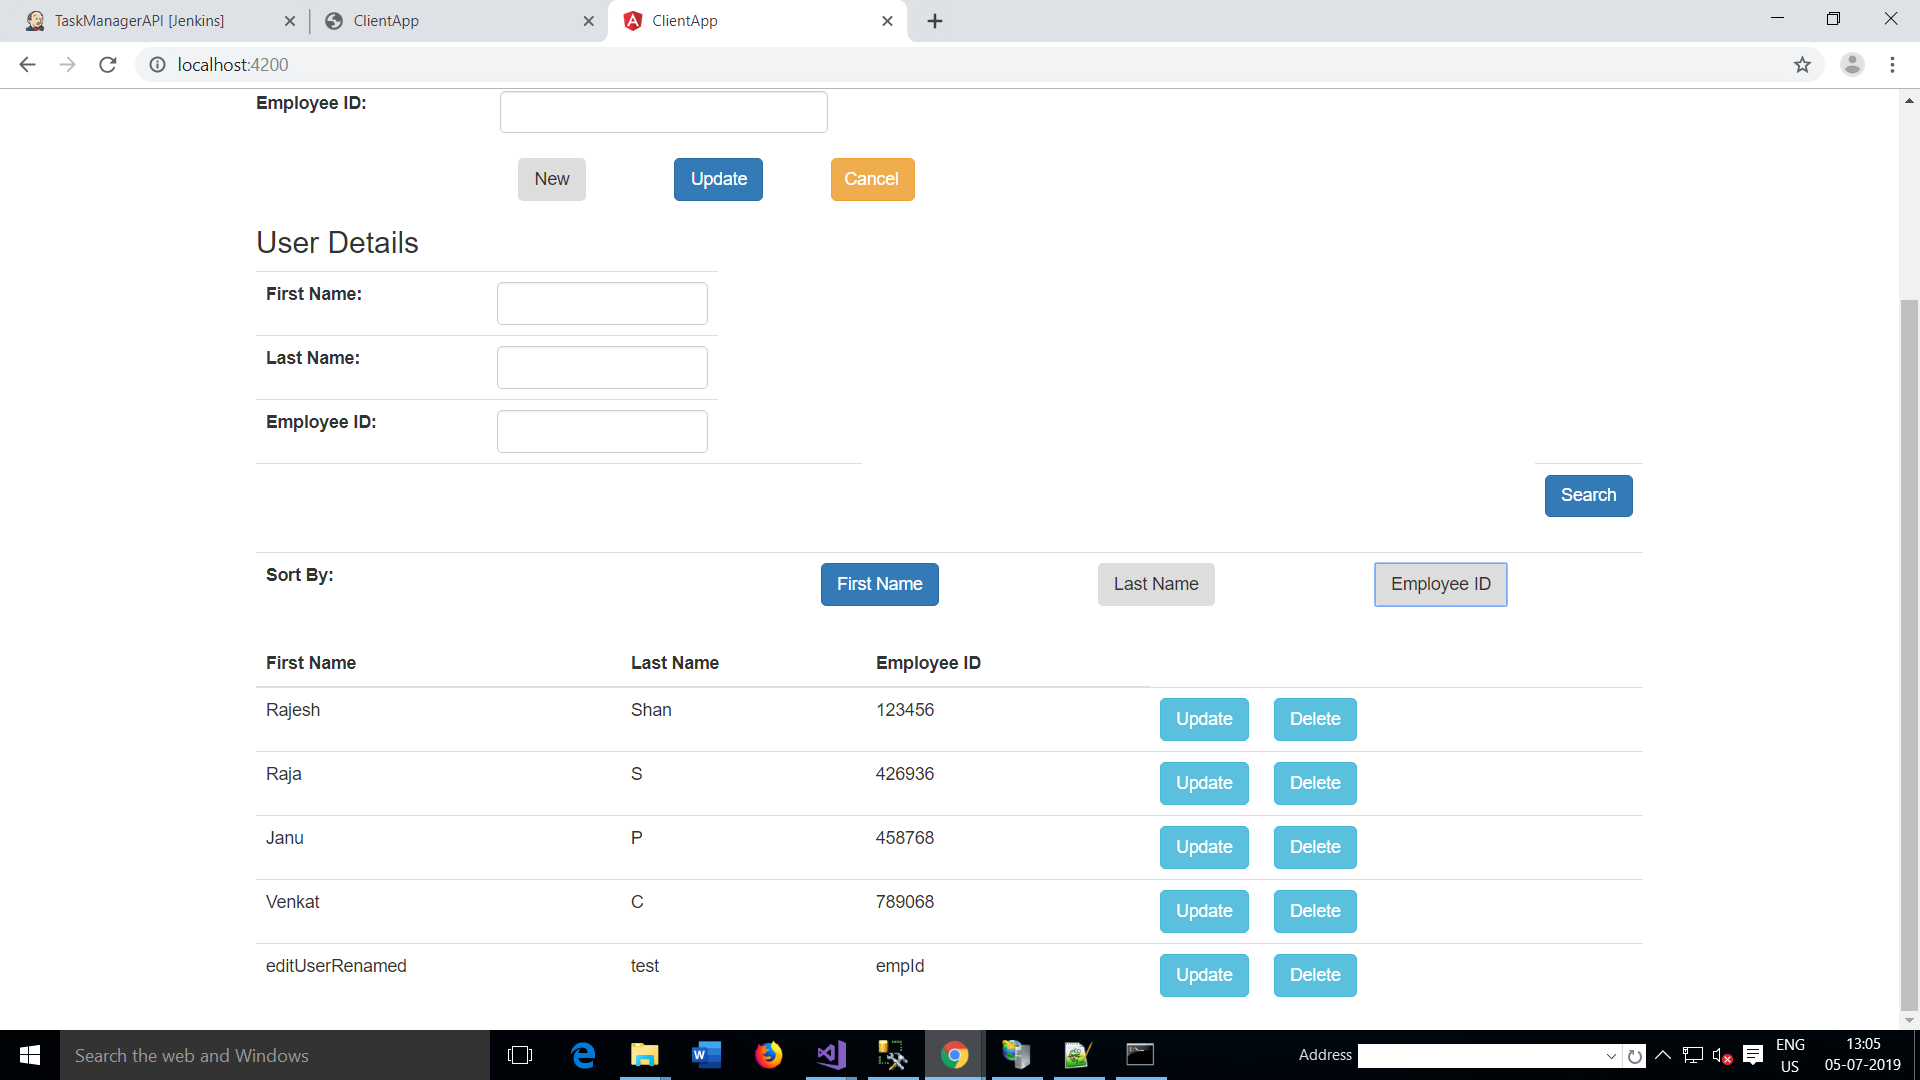 TaskManagerAPI [Jenkins]
ClientApp
ClientApp
localhost:4200
Employee ID:
New Update Cancel
User Details
First Name:
Last Name:
Employee ID:
Search
Sort By: First Name Last Name Employee ID
First Name Last Name Employee ID
Rajesh Shan 123456 Update Delete
Raja S 426936 Update Delete
Janu P 458768 Update Delete
Venkat C 789068 Update Delete
editUserRenamed test empId Update Delete
Search the web and Windows
Address
ENG
US
13:05
05-07-2019